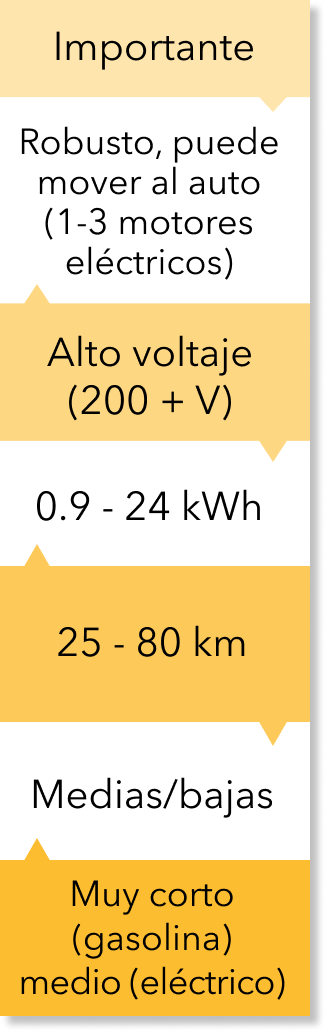 Importante
Robusto, puede
mover al auto
(1-3 motores
eléctricos)
Alto voltaje
(200 + V)
0.9 - 24 kWh
25 - 80 km
Medias/bajas
Muy corto
(gasolina)
medio (eléctrico)